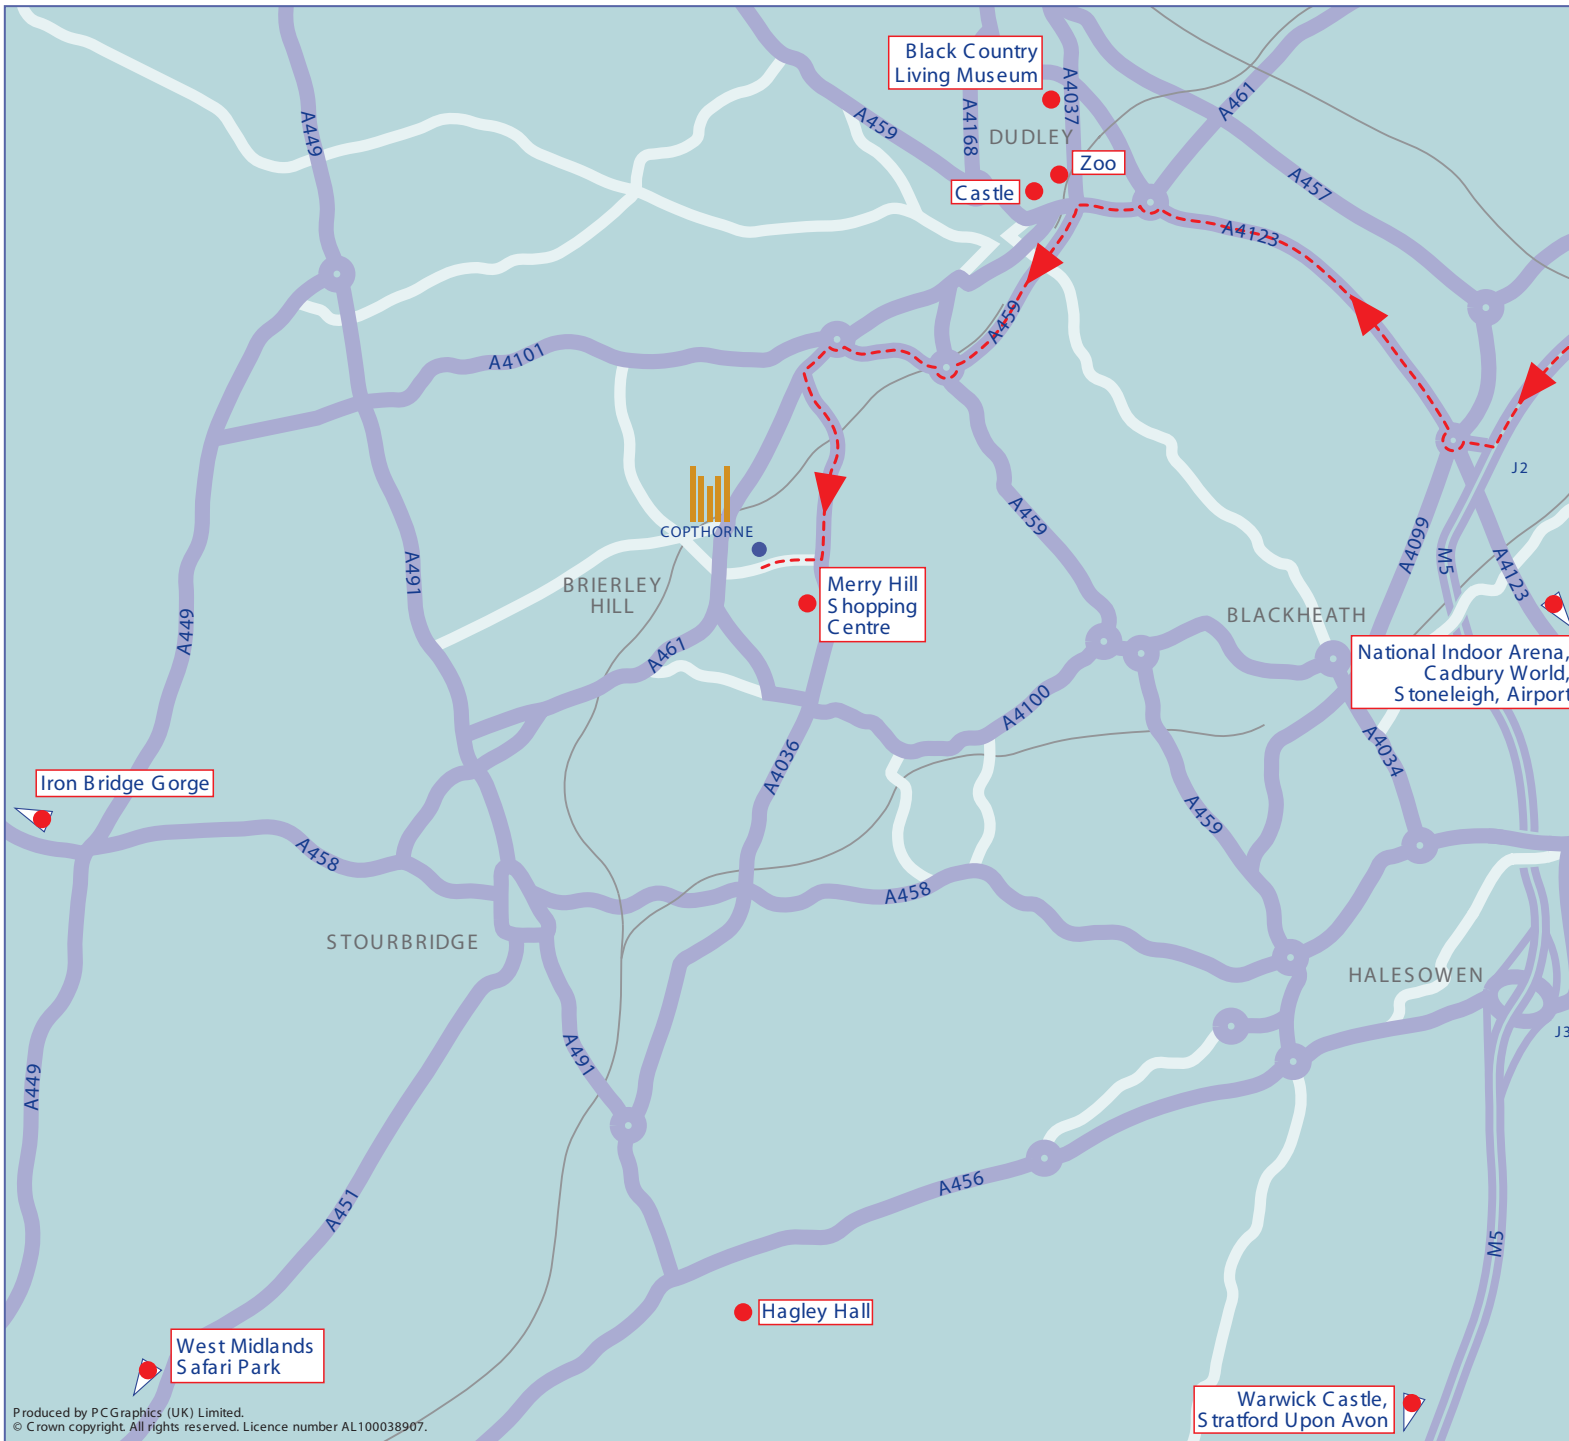 Black Country
Living Museum
A4037
A461
A449
A459
A4168
DUDLEY
Zoo
Castle
A457
A4123
A459
A4101
J2
COPTHORNE
A459
A4099
M5
A4123
A491
BRIERLEY
HILL
Merry Hill
Shopping
Centre
A449
BLACKHEATH
A461
National Indoor Arena,
Cadbury World,
Stoneleigh, Airport
A4100
A4036
A4034
Iron Bridge Gorge
A459
A458
A458
STOURBRIDGE
HALESOWEN
J3
A491
A449
A456
A451
M5
Hagley Hall
West Midlands
Safari Park
Warwick Castle,
Stratford Upon Avon
Produced by PCGraphics (UK) Limited.
© Crown copyright. All rights reserved. Licence number AL100038907.